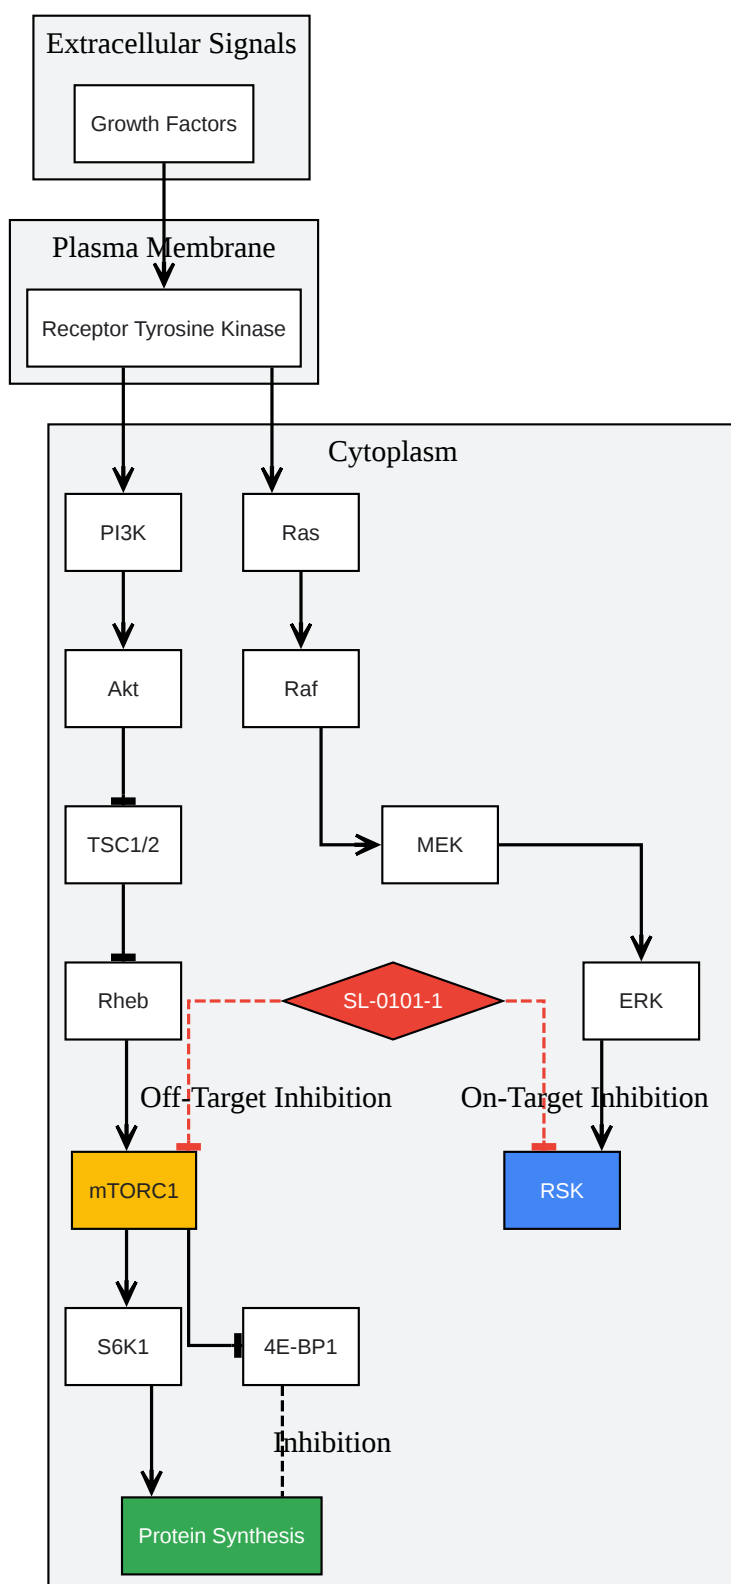 Extracellular Signals
Growth Factors
Plasma Membrane
Receptor Tyrosine Kinase
Cytoplasm
PI3K
Ras
Akt
Raf
TSC1/2
MEK
Rheb
SL-0101-1
ERK
Off-Target Inhibition
On-Target Inhibition
mTORC1
RSK
S6K1
4E-BP1
Inhibition
Protein Synthesis